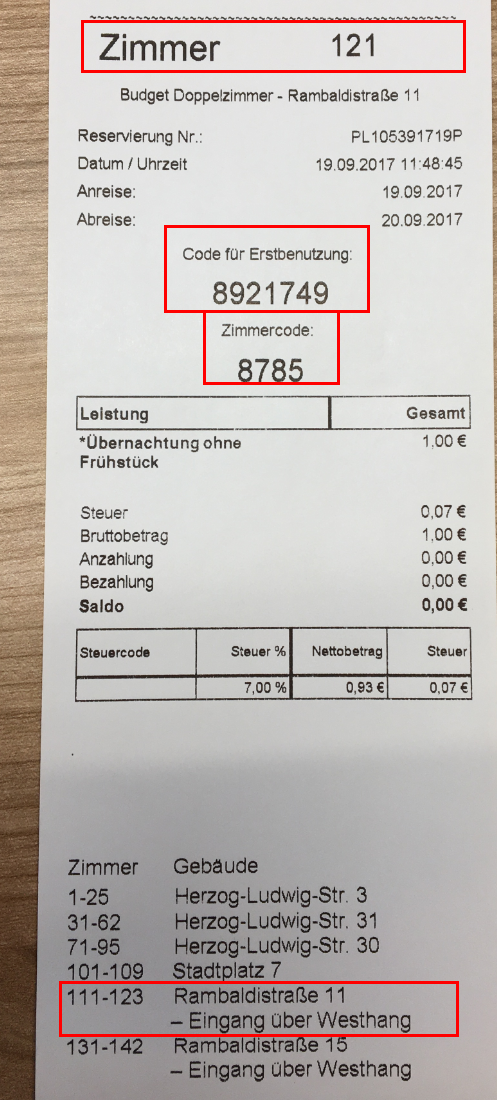 Zimmer 121
Budget Doppelzimmer - Rambaldistraße 11
Reservierung Nr.: PL105391719P
Datum / Uhrzeit 19.09.2017 11:48:45
Anreise: 19.09.2017
Abreise: 20.09.2017
Code für Erstbenutzung:
8921749
Zimmercode:
8785
Leistung Gesamt
*Übernachtung ohne 1,00 €
Frühstück
Steuer 0,07 €
Bruttobetrag 1,00 €
Anzahlung 0,00 €
Bezahlung 0,00 €
Saldo 0,00 €
Steuercode Steuer % Nettobetrag Steuer
7,00 % 0,93 € 0,07 €
Zimmer Gebäude
1-25 Herzog-Ludwig-Str. 3
31-62 Herzog-Ludwig-Str. 31
71-95 Herzog-Ludwig-Str. 30
101-109 Stadtplatz 7
111-123 Rambaldistraße 11
– Eingang über Westhang
131-142 Rambaldistraße 15
– Eingang über Westhang